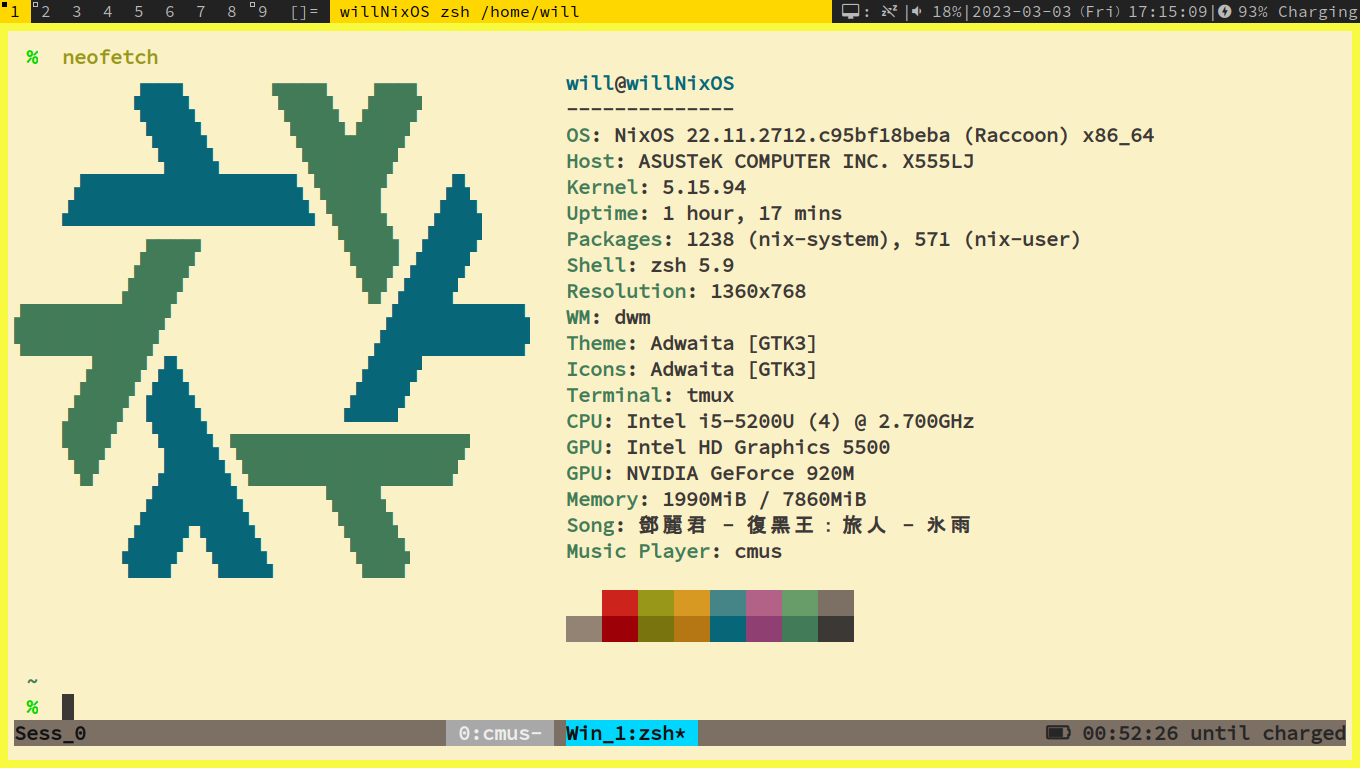 1 2 3 4 5 6 7 8 9 []= willNixOS zsh /home/will : | 18%|2023-03-03 (Fri) 17:15:09| 93% Charging
% neofetch
will@willNixOS
--------------
OS: NixOS 22.11.2712.c95bf18beba (Raccoon) x86_64
Host: ASUSTeK COMPUTER INC. X555LJ
Kernel: 5.15.94
Uptime: 1 hour, 17 mins
Packages: 1238 (nix-system), 571 (nix-user)
Shell: zsh 5.9
Resolution: 1360x768
WM: dwm
Theme: Adwaita [GTK3]
Icons: Adwaita [GTK3]
Terminal: tmux
CPU: Intel i5-5200U (4) @ 2.700GHz
GPU: Intel HD Graphics 5500
GPU: NVIDIA GeForce 920M
Memory: 1990MiB / 7860MiB
Song: 鄧麗君 - 復黑王：旅人 - 氷雨
Music Player: cmus
~
%
Sess_0 0:cmus- Win_1:zsh* 00:52:26 until charged